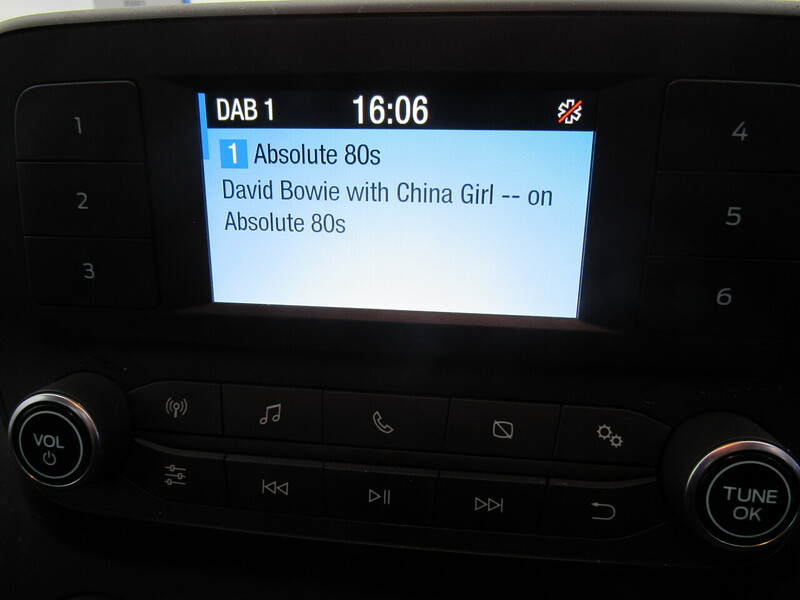 DAB 1 16:06
1 Absolute 80s
David Bowie with China Girl -- on
Absolute 80s
1
2
3
4
5
6
VOL
TUNE
OK